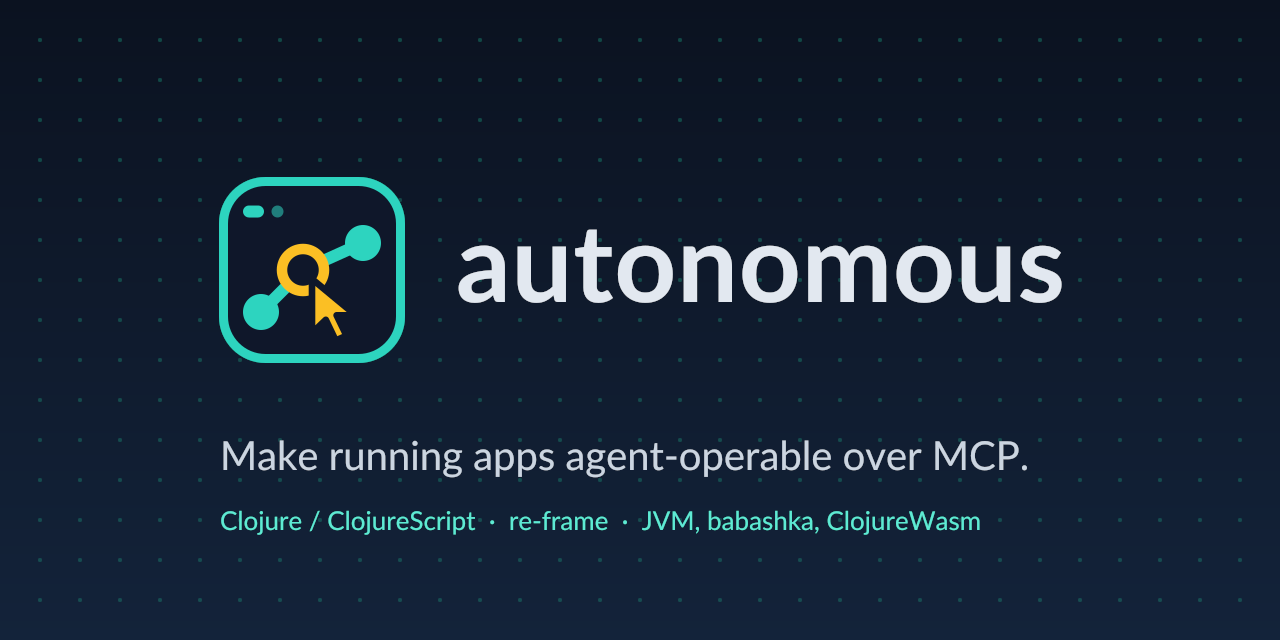 autonomous
Make running apps agent-operable over MCP.
Clojure / ClojureScript · re-frame · JVM, babashka, ClojureWasm